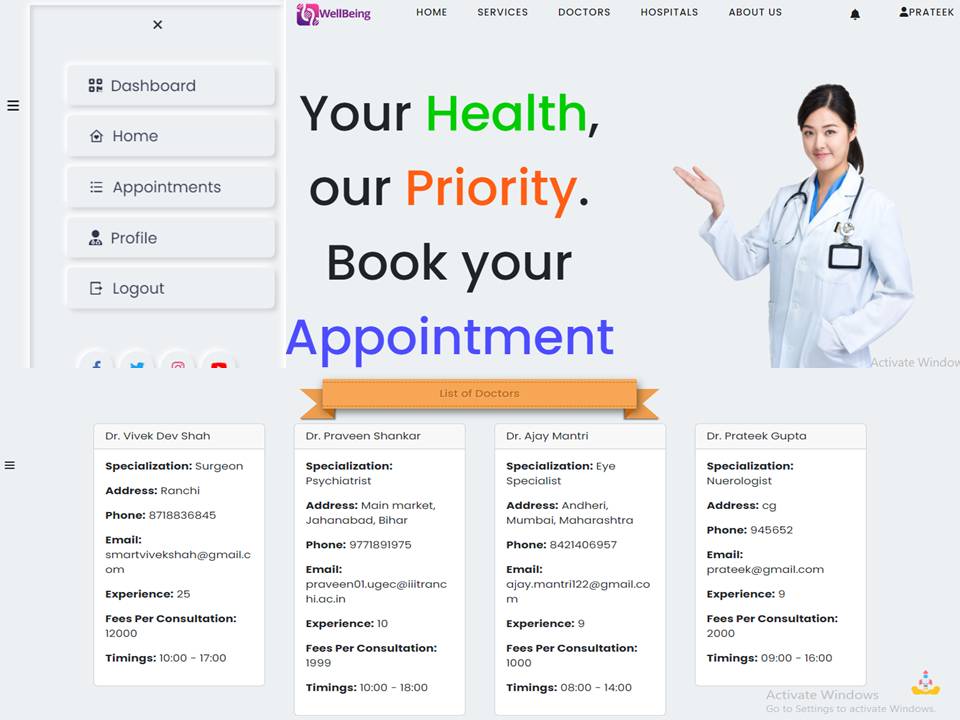 WellBeing
HOME SERVICES DOCTORS HOSPITALS ABOUT US PRATEEK
Dashboard
Home
Appointments
Profile
Logout
Your Health,
our Priority.
Book your
Appointment
Activate Window
List of Doctors
Dr. Vivek Dev Shah
Specialization: Surgeon
Address: Ranchi
Phone: 8718836845
Email:
smartvivekshah@gmail.c
om
Experience: 25
Fees Per Consultation:
12000
Timings: 10:00 - 17:00
Dr. Praveen Shankar
Specialization:
Psychiatrist
Address: Main market,
Jahanabad, Bihar
Phone: 9771891975
Email:
praveen01.ugec@iiitranc
hi.ac.in
Experience: 10
Fees Per Consultation:
1999
Timings: 10:00 - 18:00
Dr. Ajay Mantri
Specialization: Eye
Specialist
Address: Andheri,
Mumbai, Maharashtra
Phone: 8421406957
Email:
ajay.mantri122@gmail.co
m
Experience: 9
Fees Per Consultation:
1000
Timings: 08:00 - 14:00
Dr. Prateek Gupta
Specialization:
Nuerologist
Address: cg
Phone: 945652
Email:
prateek@gmail.com
Experience: 9
Fees Per Consultation:
2000
Timings: 09:00 - 16:00
Activate Windows
Go to Settings to activate Windows.